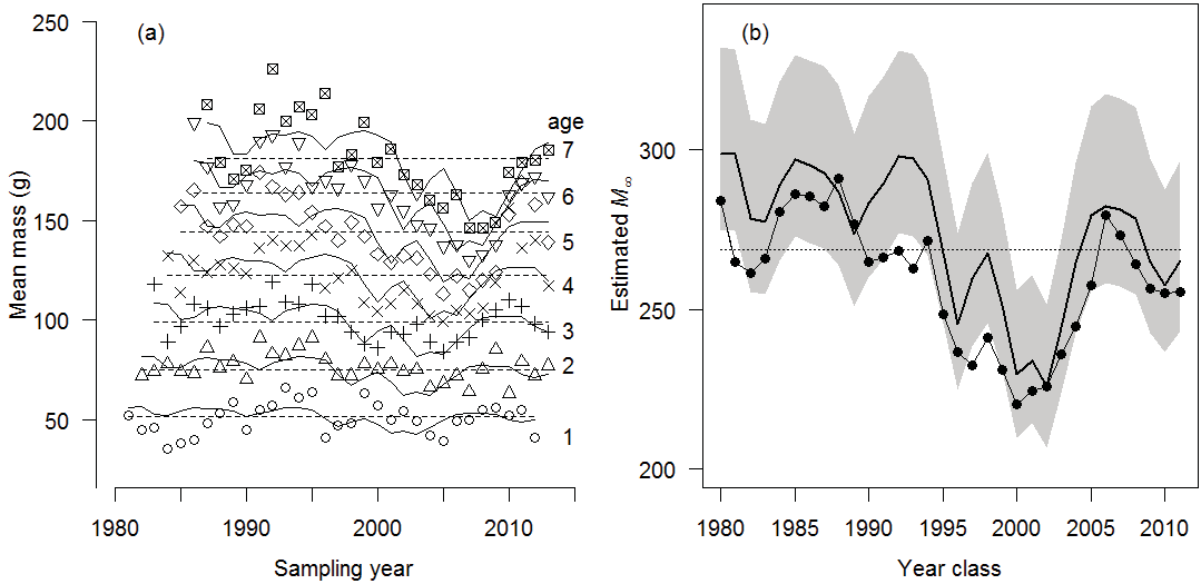 (a)
250
200
150
100
50
Mean mass (g)
age
7
6
5
4
3
2
1
1980 1990 2000 2010
Sampling year
(b)
300
250
200
Estimated M∞
1980 1985 1990 1995 2000 2005 2010
Year class